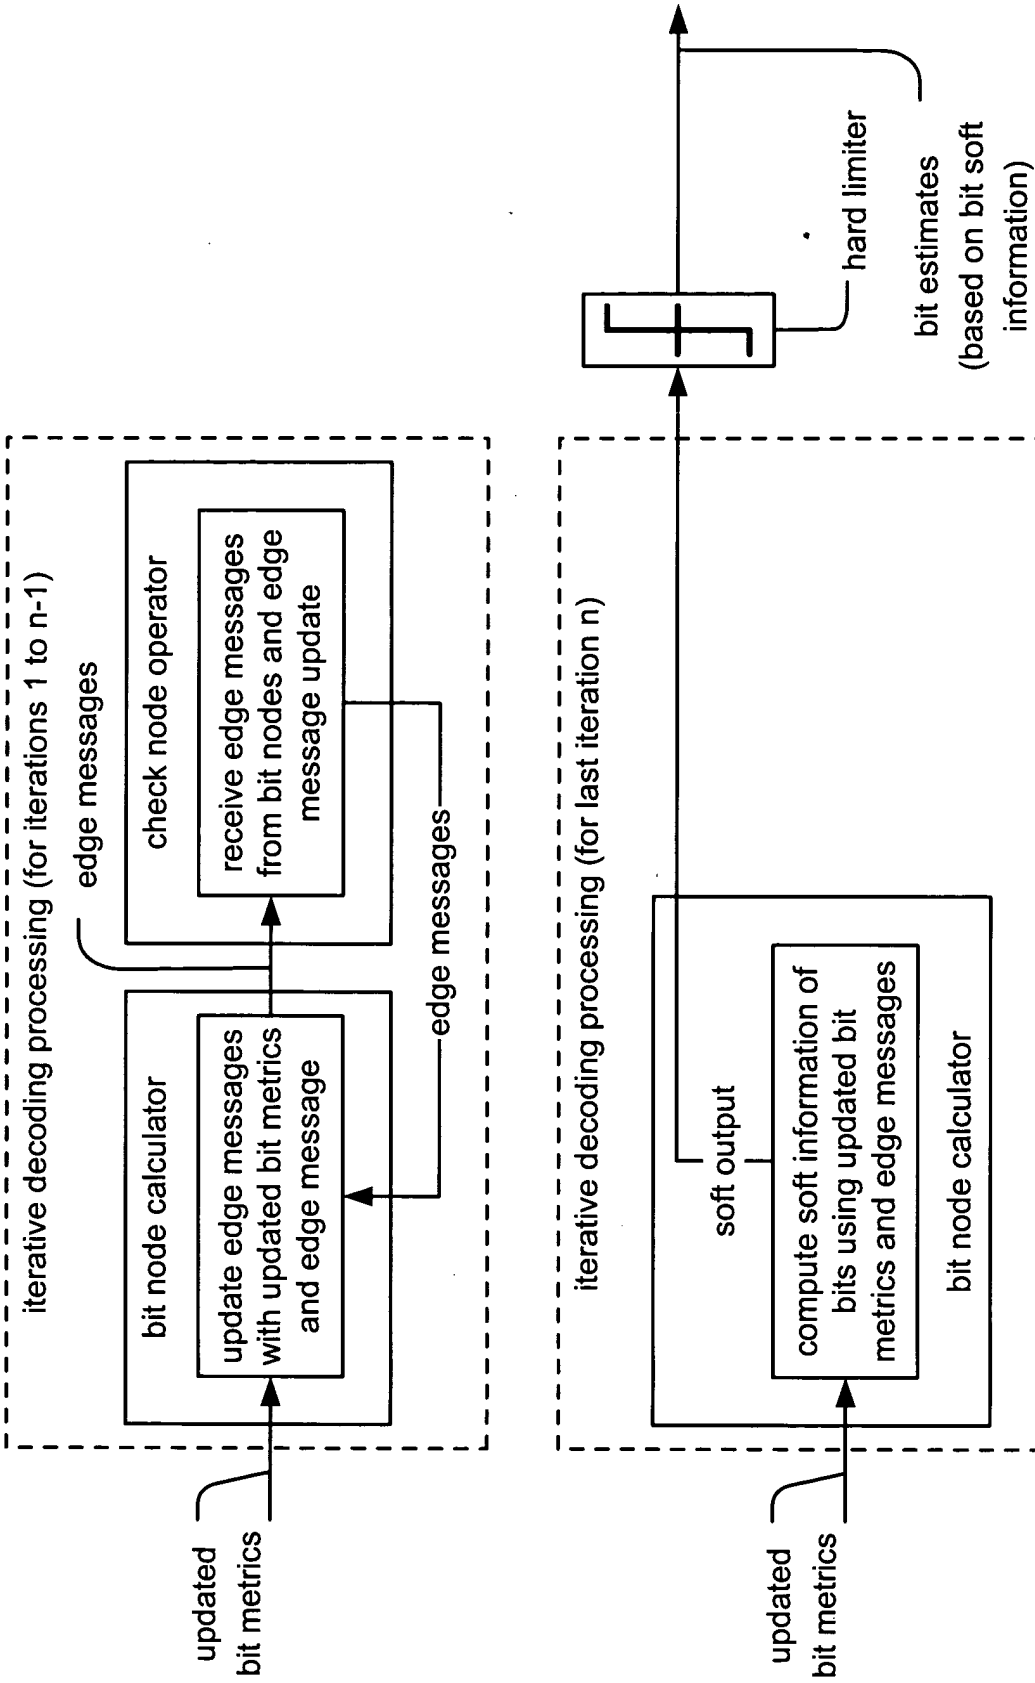 iterative decoding processing (for iterations 1 to n-1)
edge messages
bit node calculator
check node operator
update edge messages
with updated bit metrics
and edge message
receive edge messages
from bit nodes and edge
message update
updated
bit metrics
edge messages
iterative decoding processing (for last iteration n)
soft output
compute soft information of
bits using updated bit
metrics and edge messages
bit node calculator
updated
bit metrics
hard limiter
bit estimates
(based on bit soft
information)